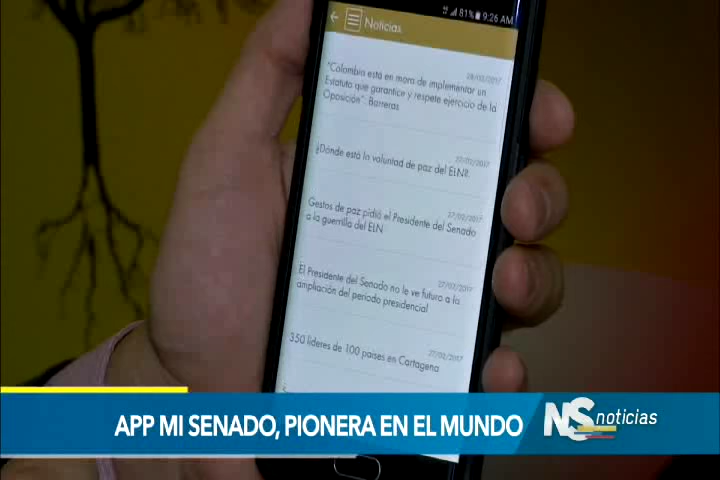 81% 9:26 AM
Noticias
28/02/2017
"Colombia está en mora de implementar un
Estatuto que garantice y respete ejercicio de la
Oposición": Barreras
27/02/2017
¿Dónde está la voluntad de paz del ELN?
27/02/2017
Gestos de paz pidió el Presidente del Senado
a la guerrilla del ELN
27/02/2017
El Presidente del Senado no le ve futuro a la
ampliación del periodo presidencial
27/02/2017
350 líderes de 100 países en Cartagena
APP MI SENADO, PIONERA EN EL MUNDO
NS noticias